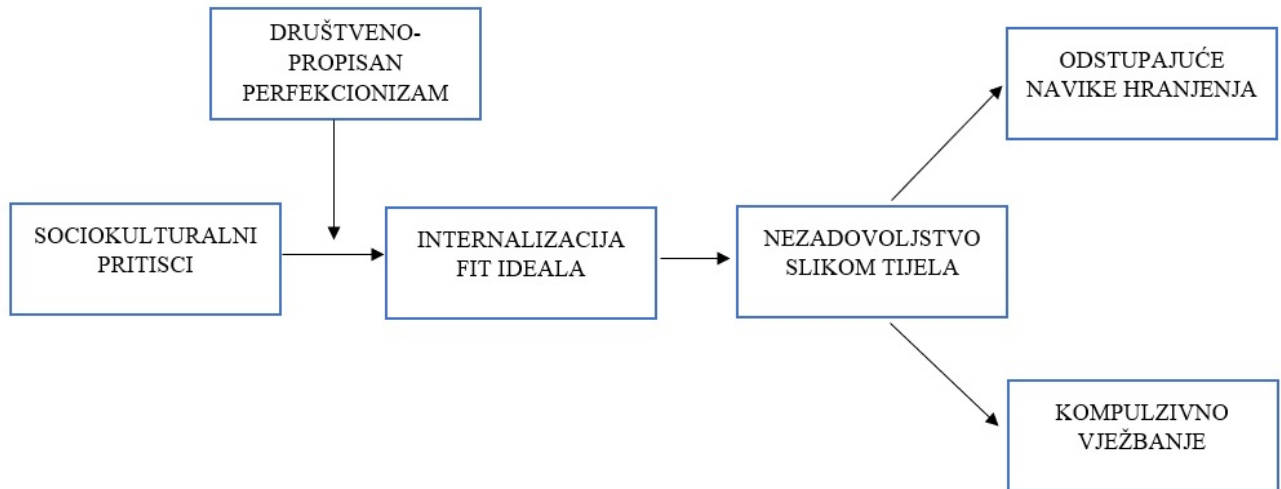 DRUŠTVENO-
PROPISAN
PERFEKCIONIZAM
SOCIOKULTURALNI
PRITISCI
INTERNALIZACIJA
FIT IDEALA
NEZADOVOLJSTVO
SLIKOM TIJELA
ODSTUPAJUĆE
NAVIKE HRANJENJA
KOMPULZIVNO
VJEŽBANJE